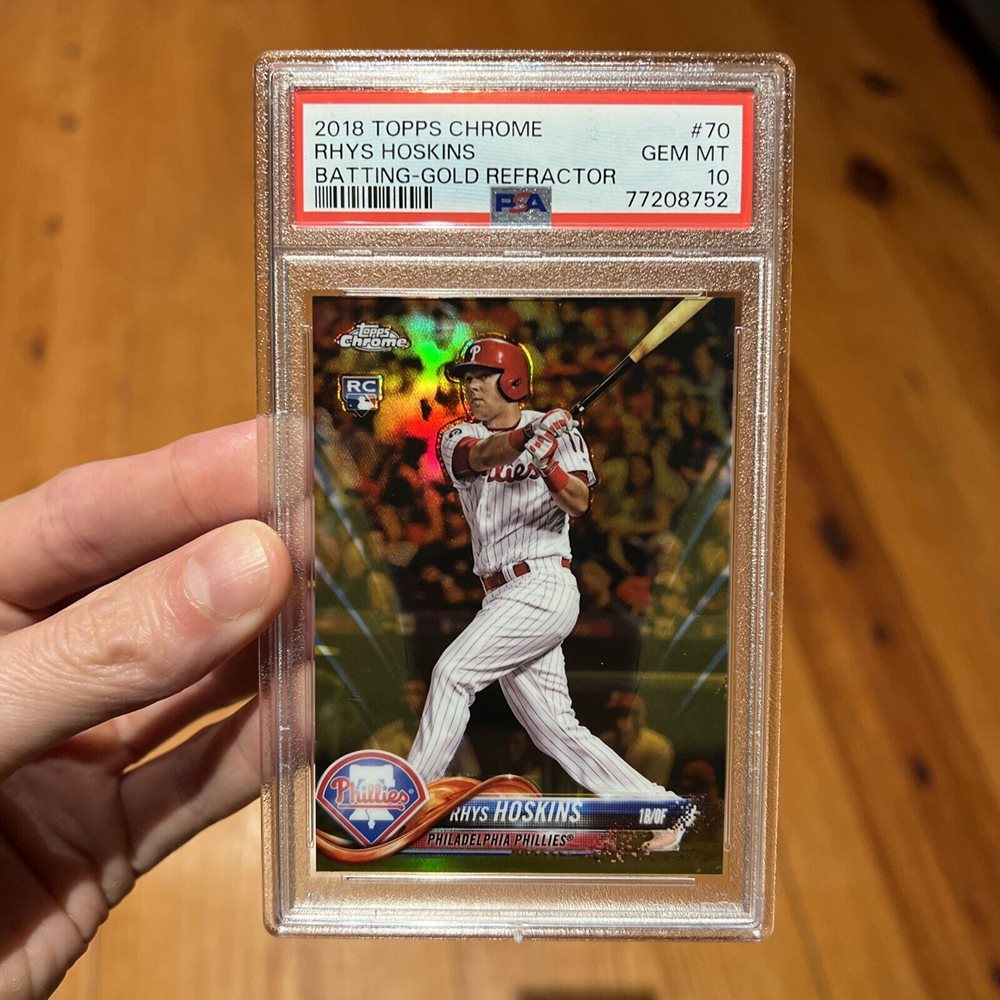 2018 TOPPS CHROME #70
RHYS HOSKINS GEM MT
BATTING-GOLD REFRACTOR 10
77208752
PSA
Topps
Chrome
RC
P
17
Phillies
RHYS HOSKINS 1B/OF
PHILADELPHIA PHILLIES®